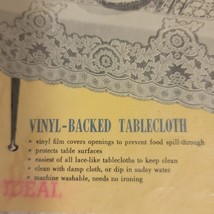 VINYL-BACKED TABLECLOTH
• vinyl film covers openings to prevent food spill-through
• protects table surfaces
• easiest of all lace-like tablecloths to keep clean
• clean with damp cloth, or dip in sudsy water
• machine washable, needs no ironing
IDEAL